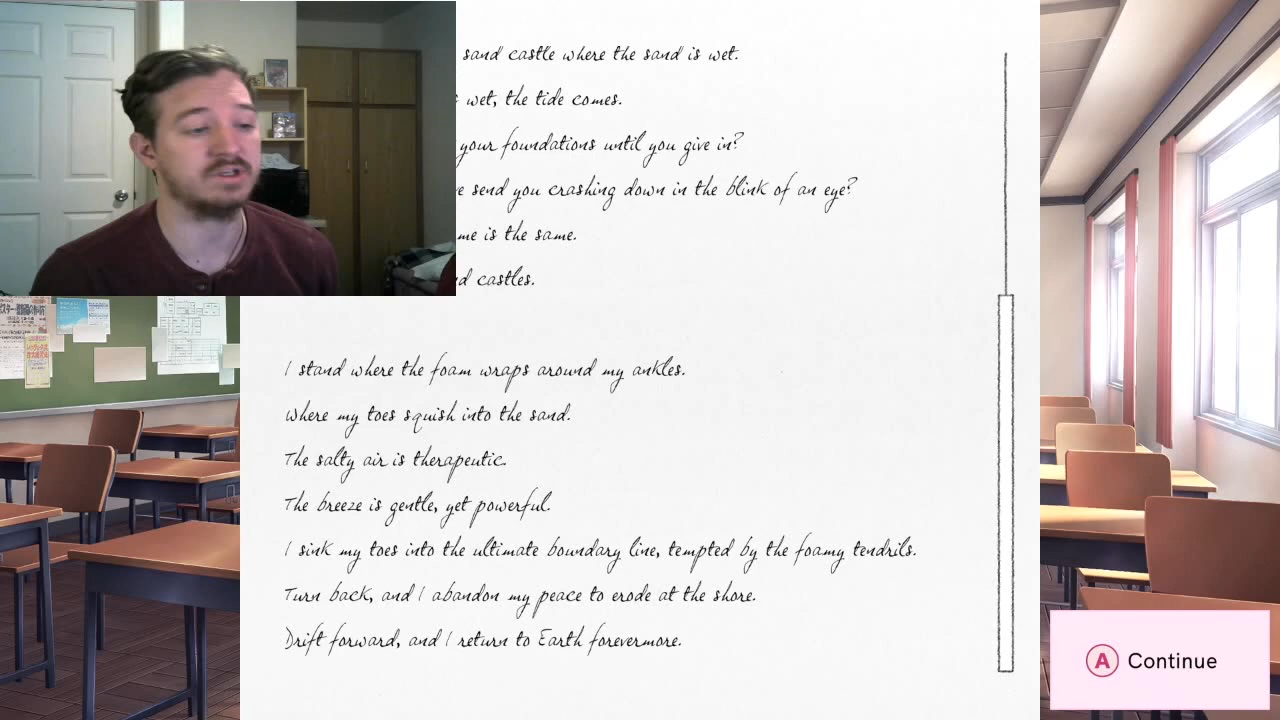 sand castle where the sand is wet.
wet, the tide comes.
your foundations until you give in?
send you crashing down in the blink of an eye?
is the same.
castles.
I stand where the foam wraps around my ankles.
Where my toes squish into the sand.
The salty air is therapeutic.
The breeze is gentle, yet powerful.
I sink my toes into the ultimate boundary line, tempted by the foamy tendrils.
Turn back, and I abandon my peace to erode at the shore.
Drift forward, and I return to Earth forevermore.
A Continue